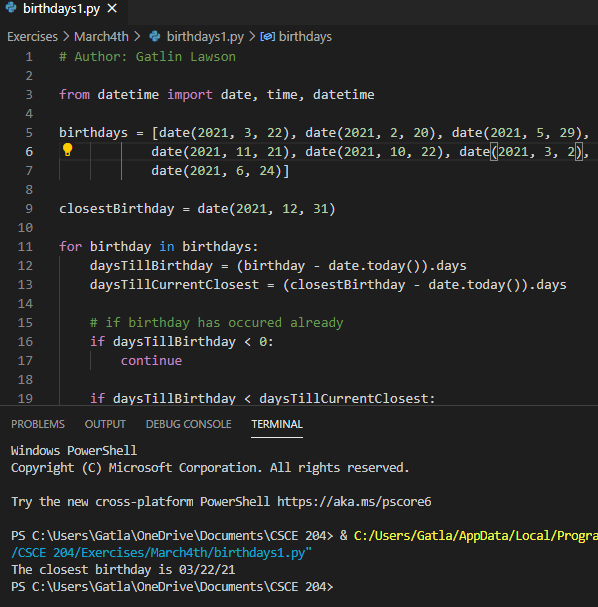 birthdays1.py ×
Exercises > March4th > birthdays1.py > birthdays
1 # Author: Gatlin Lawson
2
3 from datetime import date, time, datetime
4
5 birthdays = [date(2021, 3, 22), date(2021, 2, 20), date(2021, 5, 29),
6 date(2021, 11, 21), date(2021, 10, 22), date(2021, 3, 2),
7 date(2021, 6, 24)]
8
9 closestBirthday = date(2021, 12, 31)
10
11 for birthday in birthdays:
12 daysTillBirthday = (birthday - date.today()).days
13 daysTillCurrentClosest = (closestBirthday - date.today()).days
14
15 # if birthday has occured already
16 if daysTillBirthday < 0:
17 continue
18
19 if daysTillBirthday < daysTillCurrentClosest:
PROBLEMS OUTPUT DEBUG CONSOLE TERMINAL
Windows PowerShell
Copyright (C) Microsoft Corporation. All rights reserved.
Try the new cross-platform PowerShell https://aka.ms/pscore6
PS C:\Users\Gatla\OneDrive\Documents\CSCE 204> & C:/Users/Gatla/AppData/Local/Progra
/CSCE 204/Exercises/March4th/birthdays1.py"
The closest birthday is 03/22/21
PS C:\Users\Gatla\OneDrive\Documents\CSCE 204>